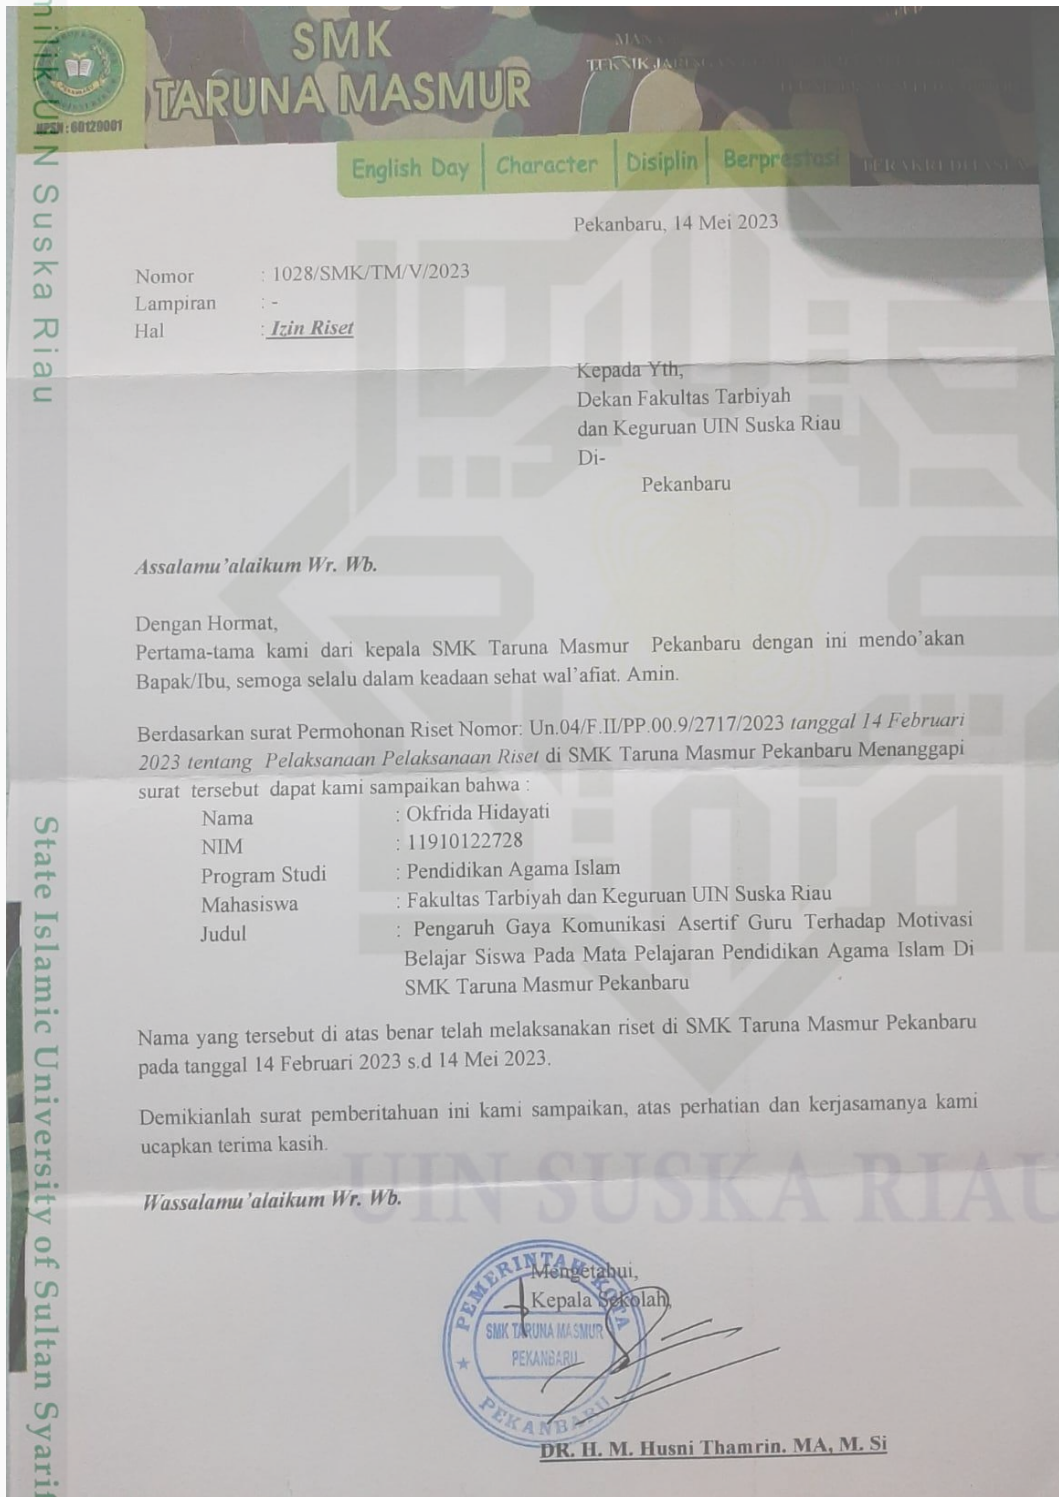 milik UIN Suska Riau
State Islamic University of Sultan Syarif
NPSN:60120001
SMK
TARUNA MASMUR
TEKNIK
English Day Character Disiplin Berprestasi
Pekanbaru, 14 Mei 2023
Nomor : 1028/SMK/TM/V/2023
Lampiran : -
Hal : Izin Riset
Kepada Yth,
Dekan Fakultas Tarbiyah
dan Keguruan UIN Suska Riau
Di-
Pekanbaru
Assalamu'alaikum Wr. Wb.
Dengan Hormat,
Pertama-tama kami dari kepala SMK Taruna Masmur Pekanbaru dengan ini mendo'akan
Bapak/Ibu, semoga selalu dalam keadaan sehat wal'afiat. Amin.
Berdasarkan surat Permohonan Riset Nomor: Un.04/F.II/PP.00.9/2717/2023 tanggal 14 Februari
2023 tentang Pelaksanaan Pelaksanaan Riset di SMK Taruna Masmur Pekanbaru Menanggapi
surat tersebut dapat kami sampaikan bahwa :
Nama : Okfrida Hidayati
NIM : 11910122728
Program Studi : Pendidikan Agama Islam
Mahasiswa : Fakultas Tarbiyah dan Keguruan UIN Suska Riau
Judul : Pengaruh Gaya Komunikasi Asertif Guru Terhadap Motivasi
Belajar Siswa Pada Mata Pelajaran Pendidikan Agama Islam Di
SMK Taruna Masmur Pekanbaru
Nama yang tersebut di atas benar telah melaksanakan riset di SMK Taruna Masmur Pekanbaru
pada tanggal 14 Februari 2023 s.d 14 Mei 2023.
Demikianlah surat pemberitahuan ini kami sampaikan, atas perhatian dan kerjasamanya kami
ucapkan terima kasih.
UIN SUSKA RIAU
Wassalamu'alaikum Wr. Wb.
Mengetahui,
Kepala Sekolah,
PEMERINTAH KOTA
SMK TARUNA MASMUR
PEKANBARU
PEKANBARU
DR. H. M. Husni Thamrin. MA, M. Si